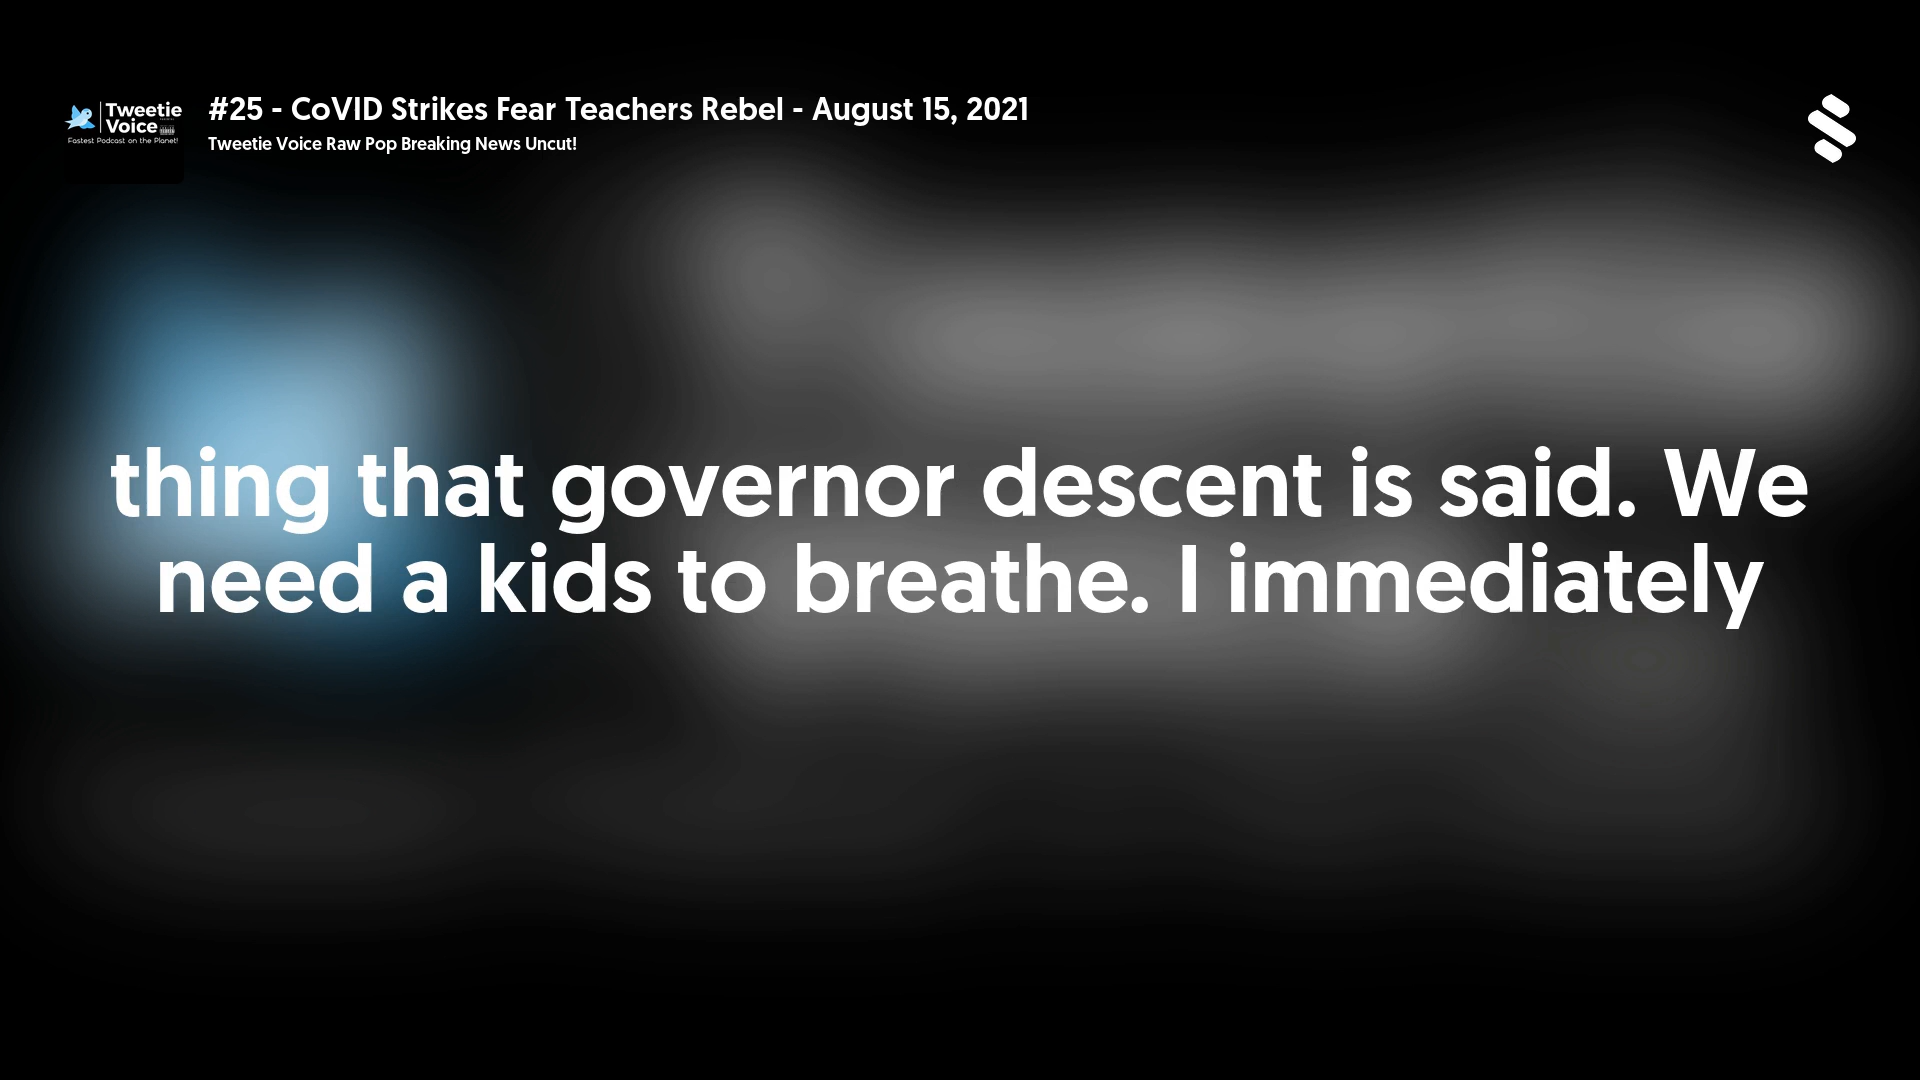 Tweetie
Voice
Fastest Podcast on the Planet!
#25 - CoVID Strikes Fear Teachers Rebel - August 15, 2021
Tweetie Voice Raw Pop Breaking News Uncut!
thing that governor descent is said. We
need a kids to breathe. I immediately